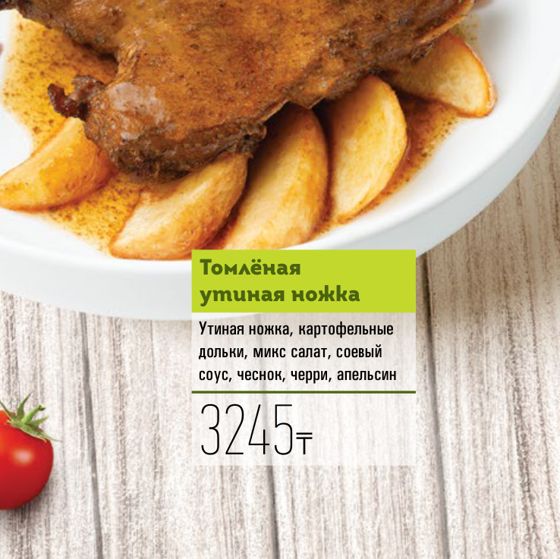 Томлёная
утиная ножка
Утиная ножка, картофельные
дольки, микс салат, соевый
соус, чеснок, черри, апельсин
3245₸